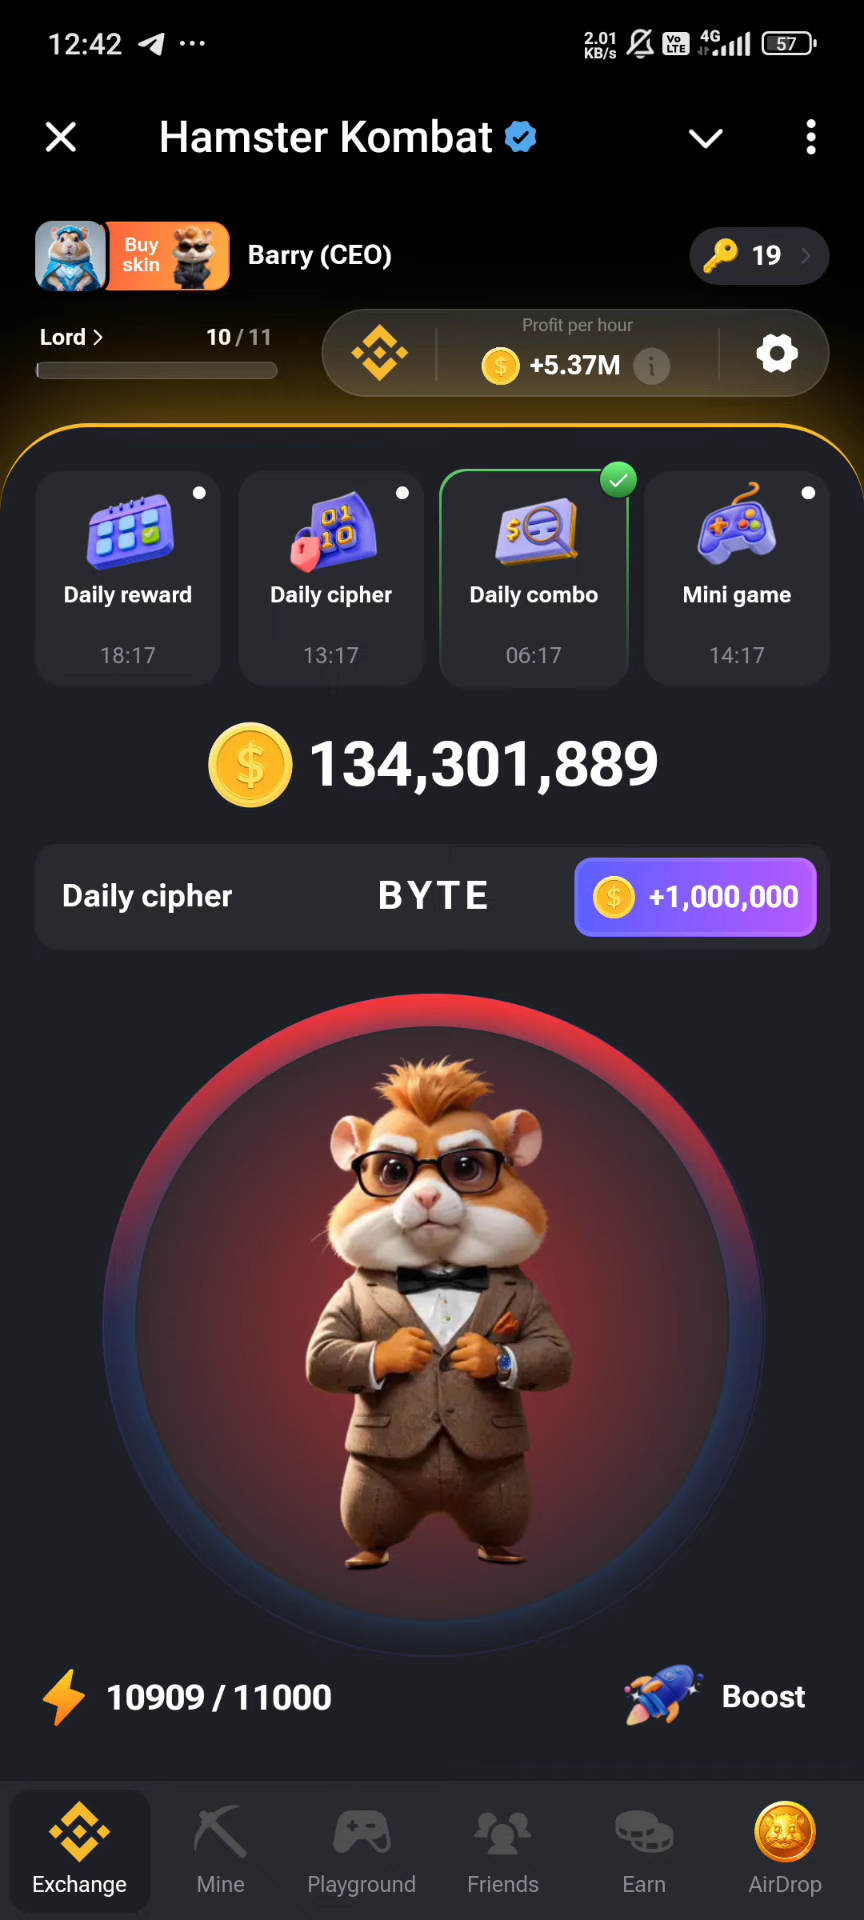 12:42
2.01
KB/s
Vo
LTE
4G
57
Hamster Kombat
Buy
skin
Barry (CEO)
19
Lord
10 / 11
Profit per hour
+5.37M
Daily reward
18:17
Daily cipher
13:17
Daily combo
06:17
Mini game
14:17
134,301,889
Daily cipher
BYTE
+1,000,000
10909 / 11000
Boost
Exchange
Mine
Playground
Friends
Earn
AirDrop